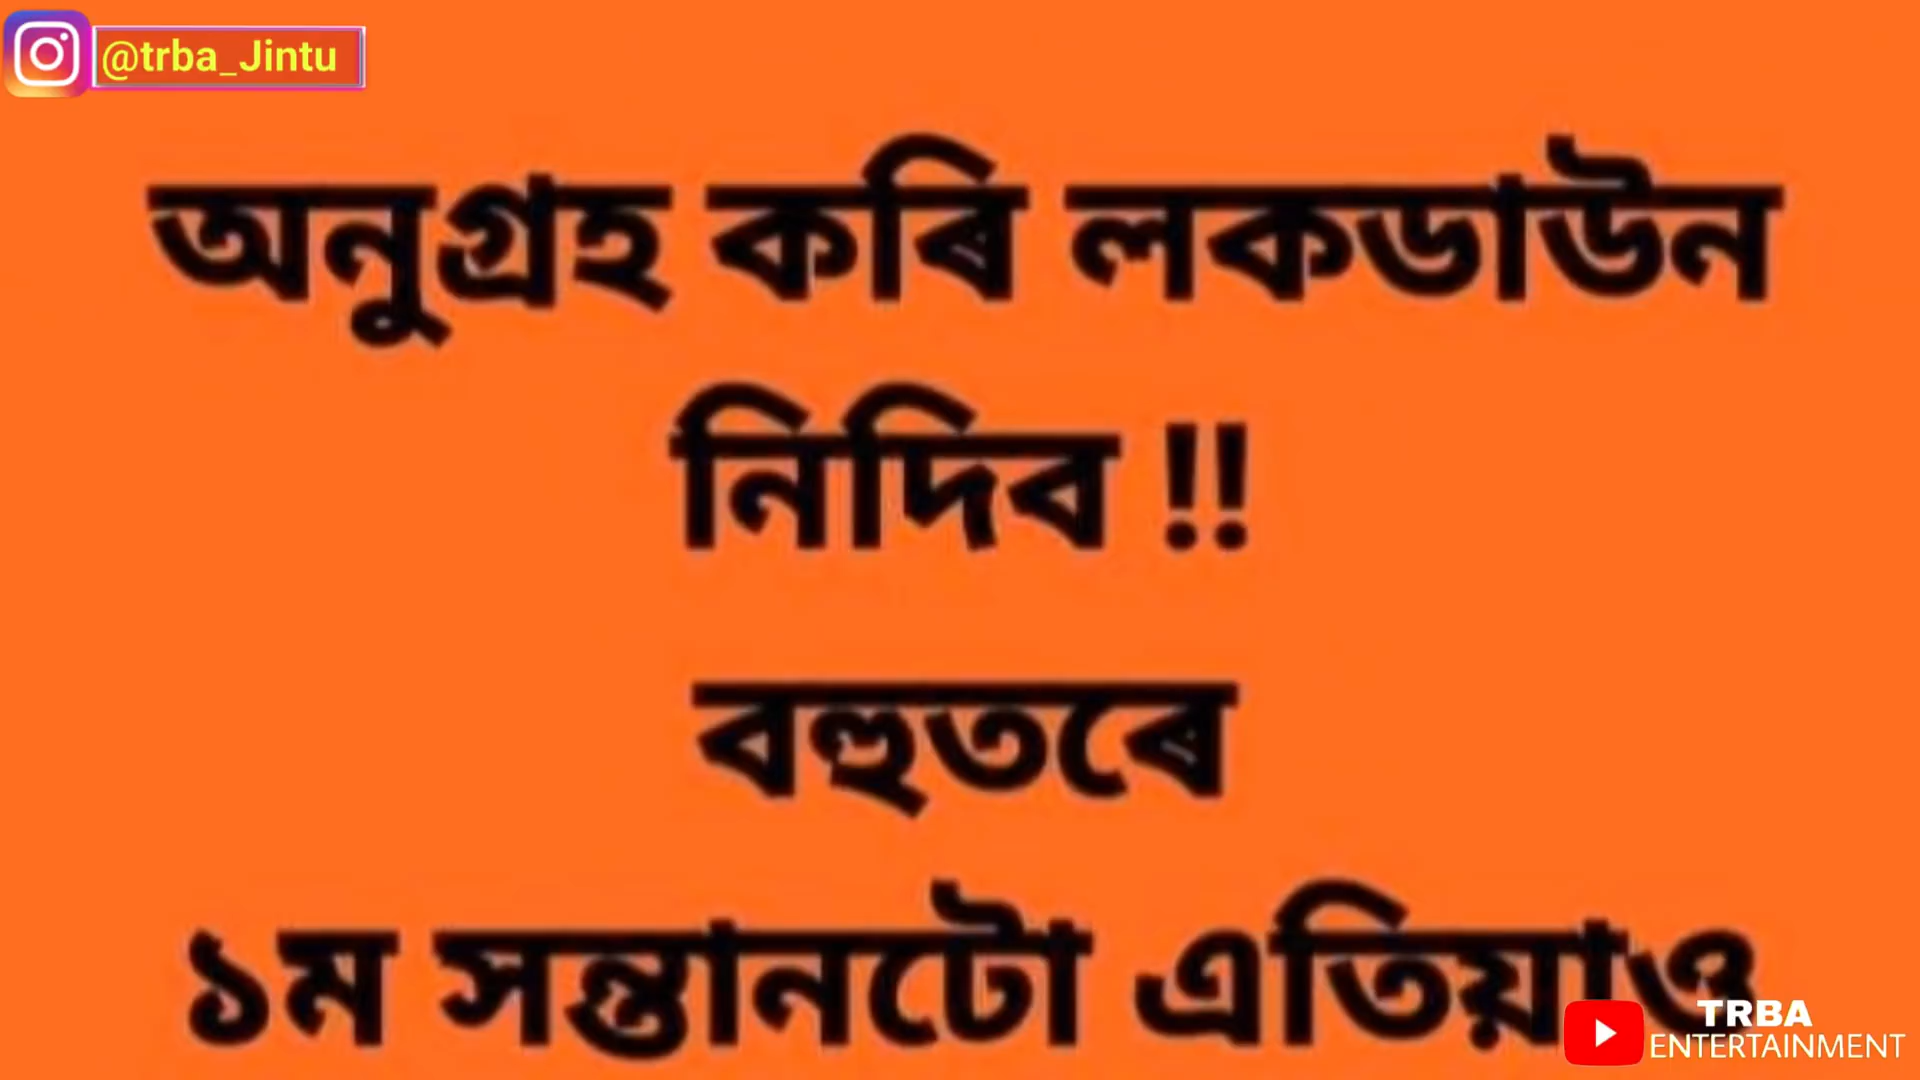 @trba_Jintu
অনুগ্ৰহ কৰি লকডাউন
নিদিব !!
বহুতৰে
১ম সন্তানটো এতিয়াও
TRBA
ENTERTAINMENT